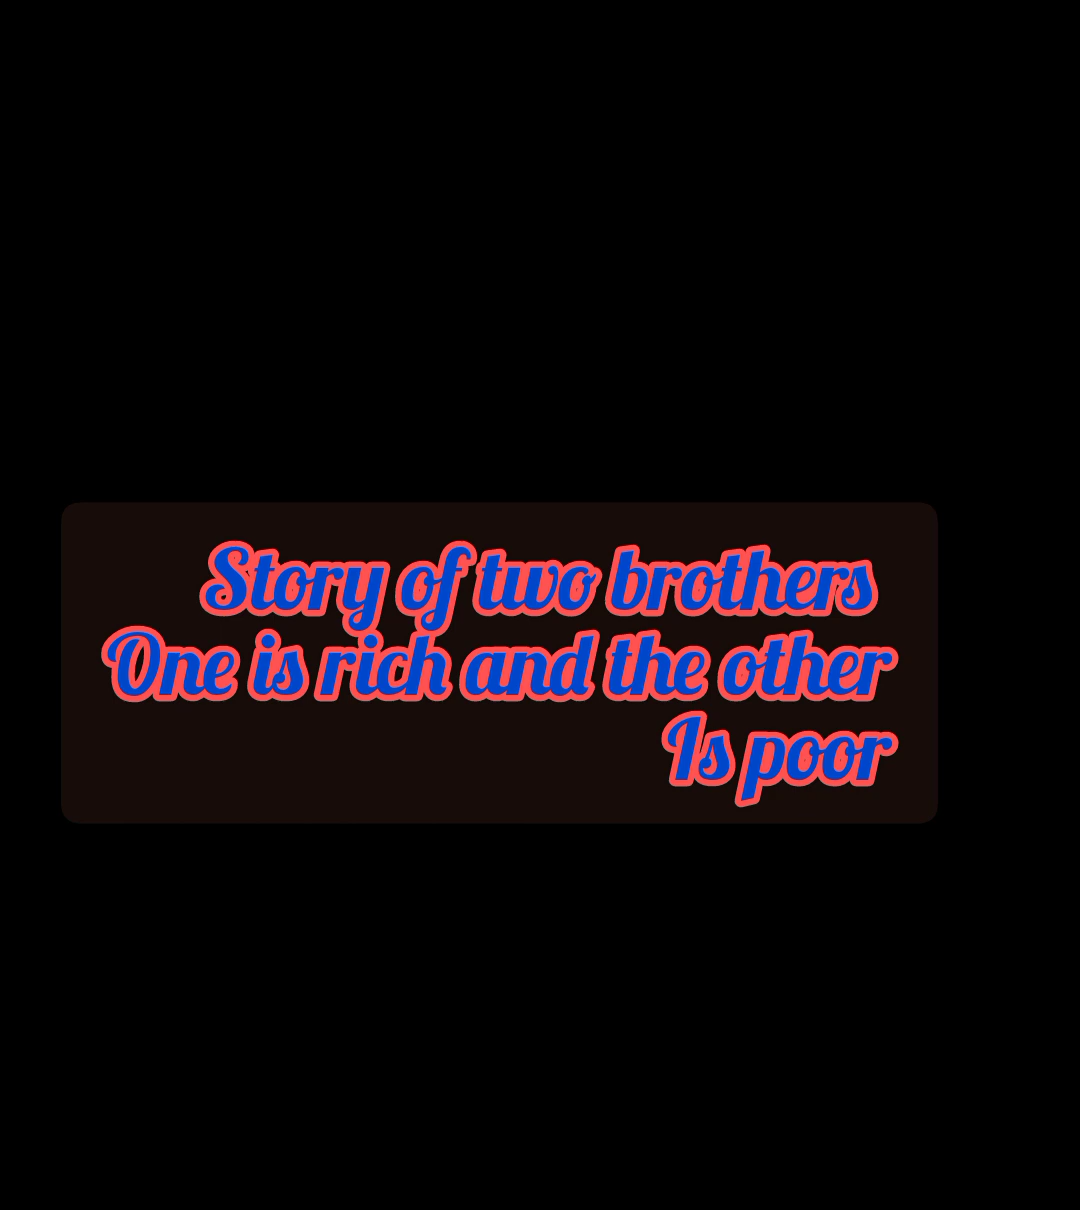 Story of two brothers
One is rich and the other
Is poor